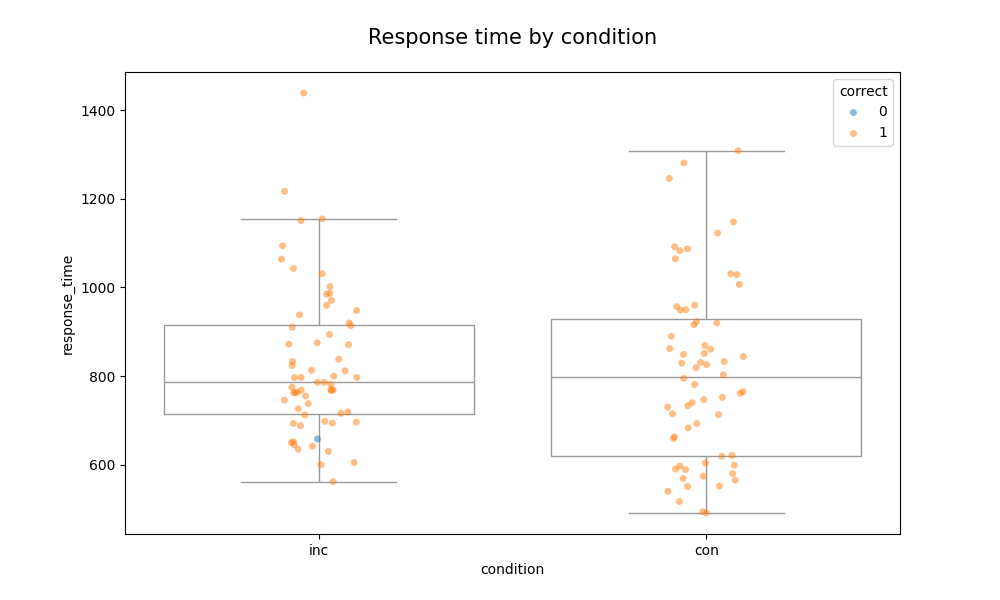 Response time by condition
correct
0
1
1400
1200
1000
800
600
response_time
inc
con
condition